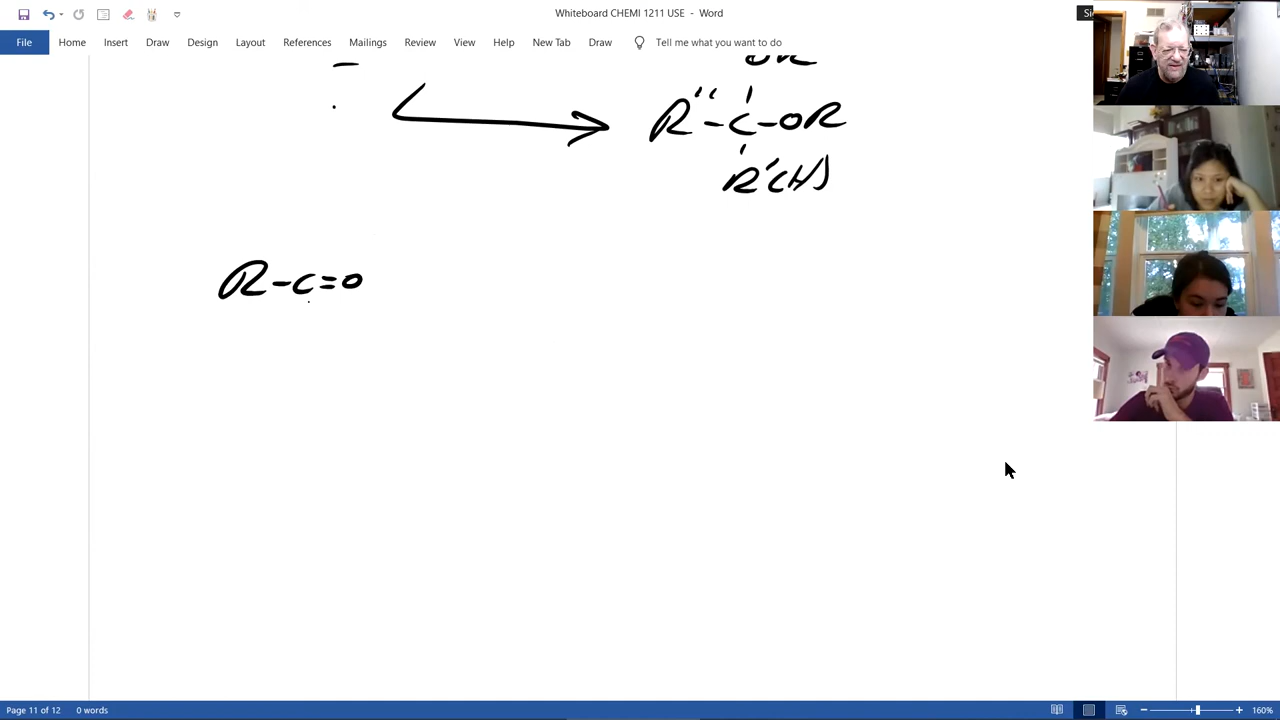 Whiteboard CHEMI 1211 USE - Word
File Home Insert Draw Design Layout References Mailings Review View Help New Tab Draw Tell me what you want to do
OR
R''-C-OR
R'(H)
R-C=O
Page 11 of 12 0 words
160%